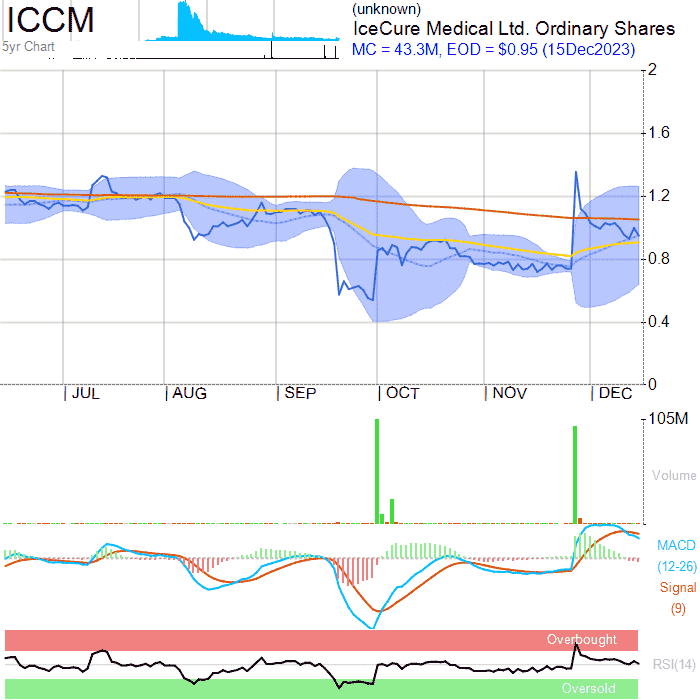 ICCM
5yr Chart
(unknown)
IceCure Medical Ltd. Ordinary Shares
MC = 43.3M, EOD = $0.95 (15Dec2023)
2
1.6
1.2
0.8
0.4
0
JUL
AUG
SEP
OCT
NOV
DEC
105M
Volume
MACD
(12-26)
Signal
(9)
Overbought
RSI(14)
Oversold